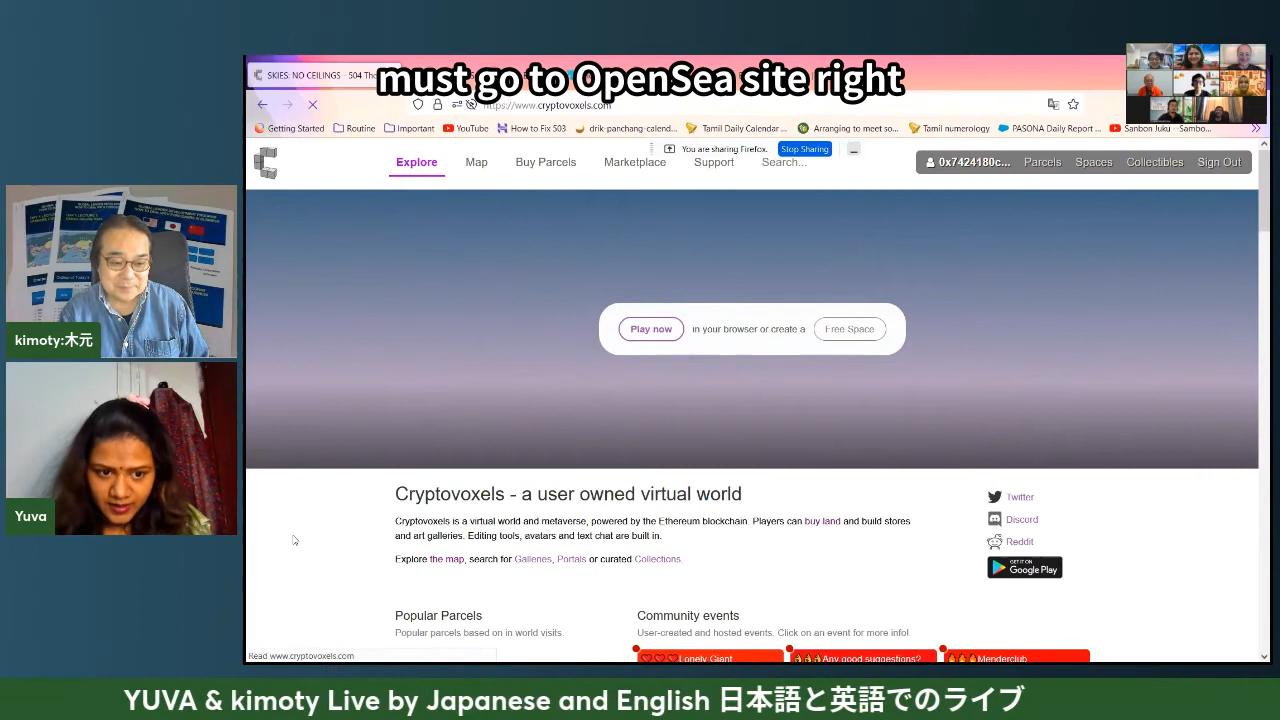 must go to OpenSea site right
SKIES: NO CEILINGS – 504 The
https://www.cryptovoxels.com
Getting Started
Routine
Important
YouTube
How to Fix 503
drik-panchang-calend...
Tamil Daily Calendar ...
Arranging to meet so...
Tamil numerology
PASONA Daily Report ...
Sanbon Juku -- Sambo...
You are sharing Firefox.
Stop Sharing
Explore
Map
Buy Parcels
Marketplace
Support
Search...
0x7424180c...
Parcels
Spaces
Collectibles
Sign Out
Play now in your browser or create a Free Space
kimoty:木元
Yuva
Cryptovoxels - a user owned virtual world
Cryptovoxels is a virtual world and metaverse, powered by the Ethereum blockchain. Players can buy land and build stores
and art galleries. Editing tools, avatars and text chat are built in.
Explore the map, search for Galleries, Portals or curated Collections.
Twitter
Discord
Reddit
GET IT ON
Google Play
Popular Parcels
Popular parcels based on in world visits.
Community events
User-created and hosted events. Click on an event for more info!
Lonely Giant
Any good suggestions?
Menderclub
Read www.cryptovoxels.com
YUVA & kimoty Live by Japanese and English 日本語と英語でのライブ